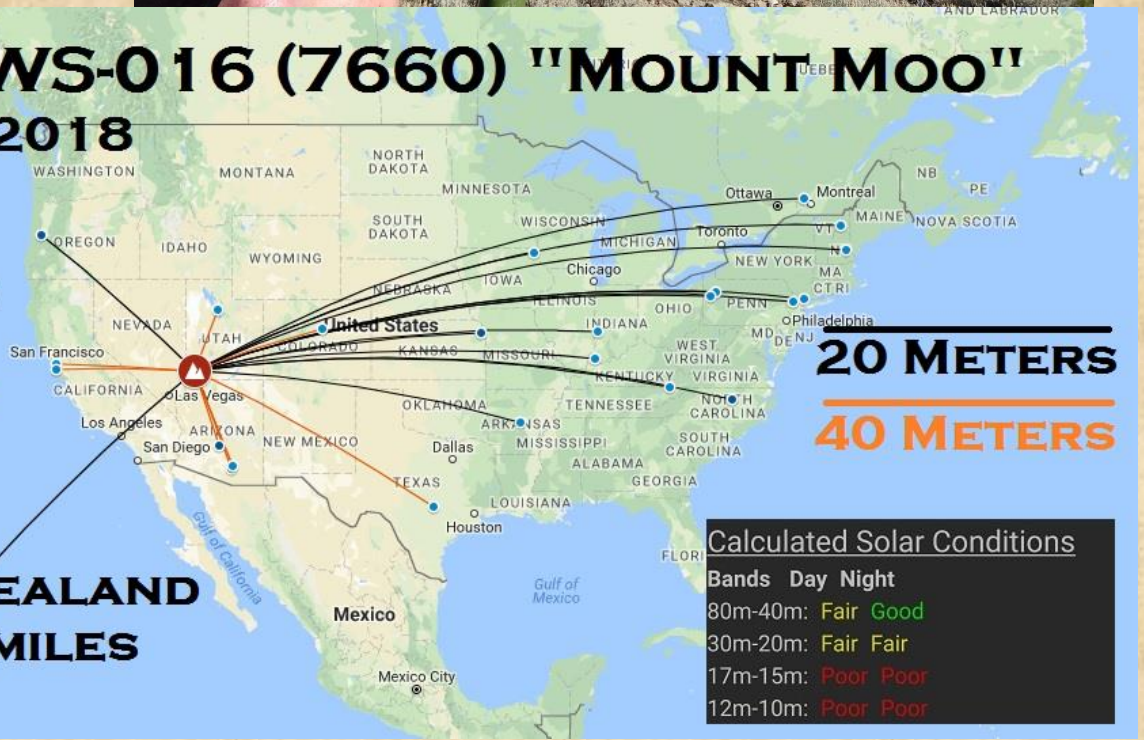 AND LABRADOR
WS-016 (7660) "MOUNT MOO"
2018
WASHINGTON
MONTANA
NORTH
DAKOTA
MINNESOTA
SOUTH
DAKOTA
WISCONSIN
MICHIGAN
Ottawa
Montreal
NB
PE
MAINE
NOVA SCOTIA
VT
Toronto
NEW YORK
MA
CT RI
OREGON
IDAHO
WYOMING
IOWA
Chicago
NEBRASKA
ILLINOIS
OHIO
PENN
Philadelphia
NEVADA
UTAH
United States
COLORADO
KANSAS
MISSOURI
INDIANA
WEST
VIRGINIA
MD
DE
NJ
20 METERS
San Francisco
CALIFORNIA
Las Vegas
KENTUCKY
VIRGINIA
Los Angeles
ARIZONA
NEW MEXICO
OKLAHOMA
ARKANSAS
TENNESSEE
NORTH
CAROLINA
40 METERS
San Diego
Dallas
MISSISSIPPI
SOUTH
CAROLINA
ALABAMA
GEORGIA
TEXAS
LOUISIANA
Houston
Gulf of California
FLORI
Gulf of
Mexico
EALAND
MILES
Mexico
Mexico City
Calculated Solar Conditions
Bands Day Night
80m-40m: Fair Good
30m-20m: Fair Fair
17m-15m: Poor Poor
12m-10m: Poor Poor